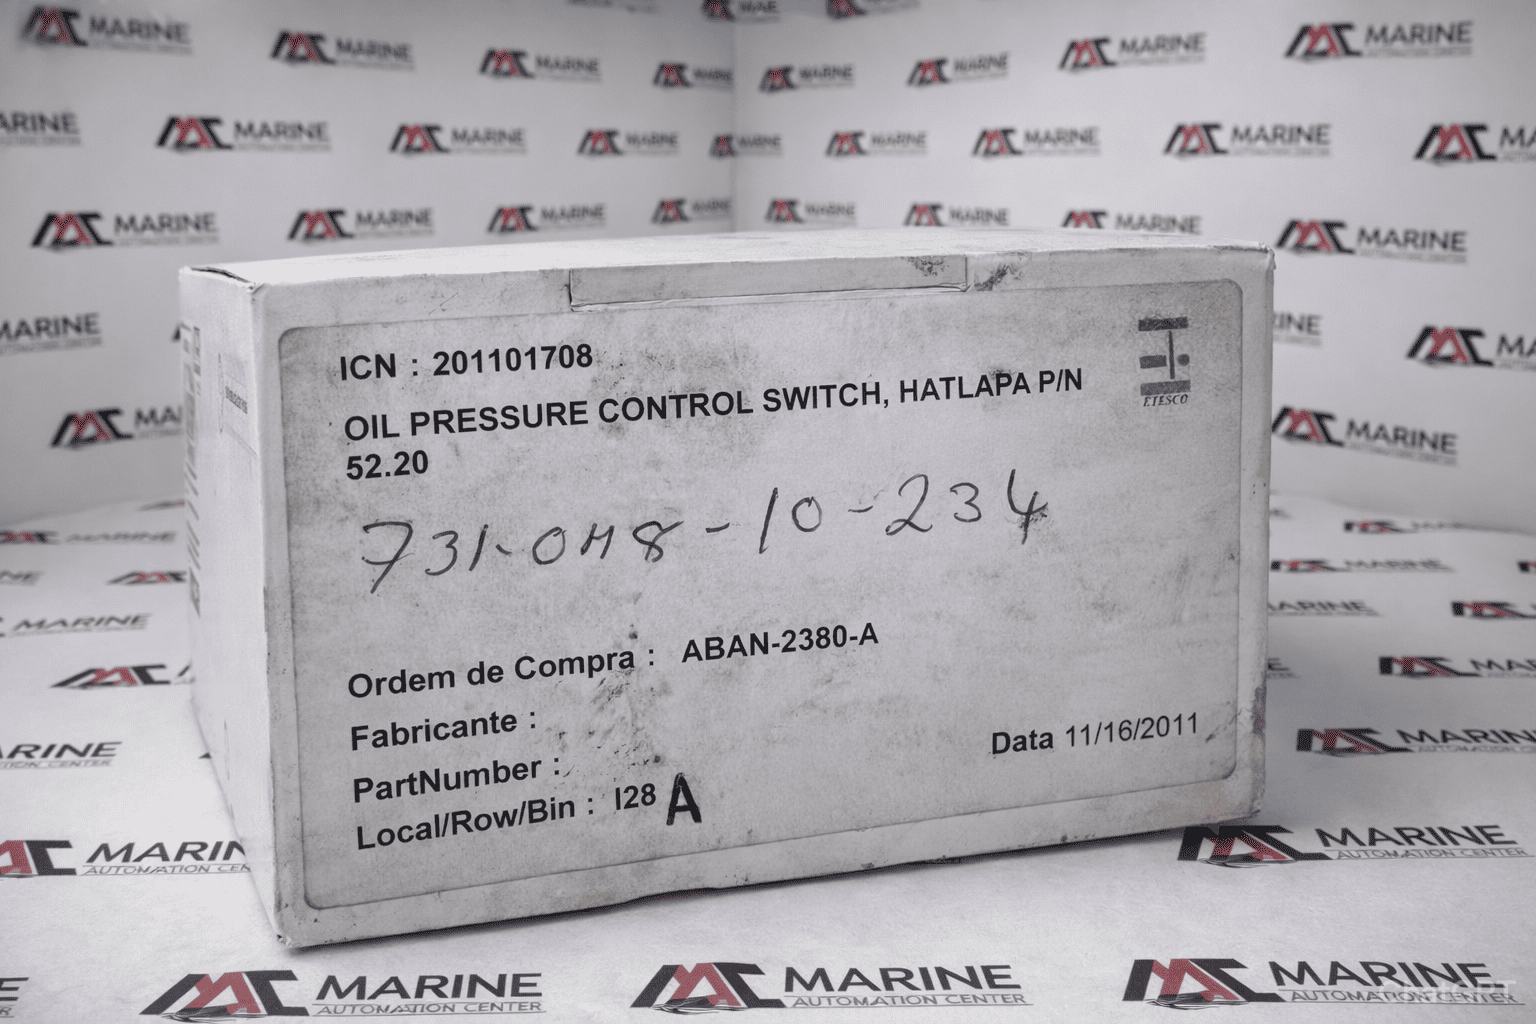 ICN : 201101708
OIL PRESSURE CONTROL SWITCH, HATLAPA P/N
52.20
ETESCO
731-048-10-234
Ordem de Compra : ABAN-2380-A
Fabricante :
PartNumber :
Local/Row/Bin : I28 A
Data 11/16/2011
MAC MARINE
AUTOMATION CENTER